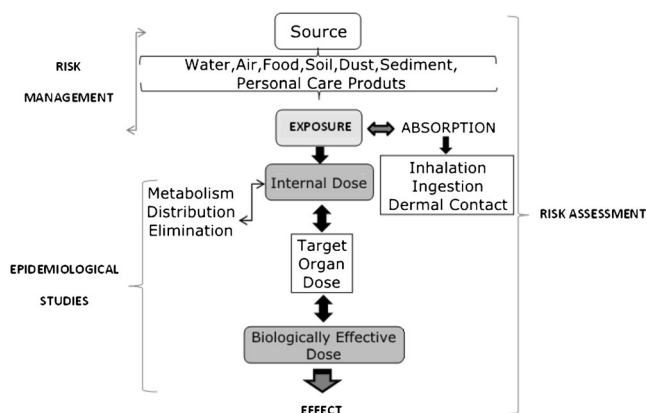 Source
Water,Air,Food,Soil,Dust,Sediment,
Personal Care Produts
RISK
MANAGEMENT
EXPOSURE
ABSORPTION
Inhalation
Ingestion
Dermal Contact
Internal Dose
Metabolism
Distribution
Elimination
RISK ASSESSMENT
Target
Organ
Dose
EPIDEMIOLOGICAL
STUDIES
Biologically Effective
Dose
EFFECT